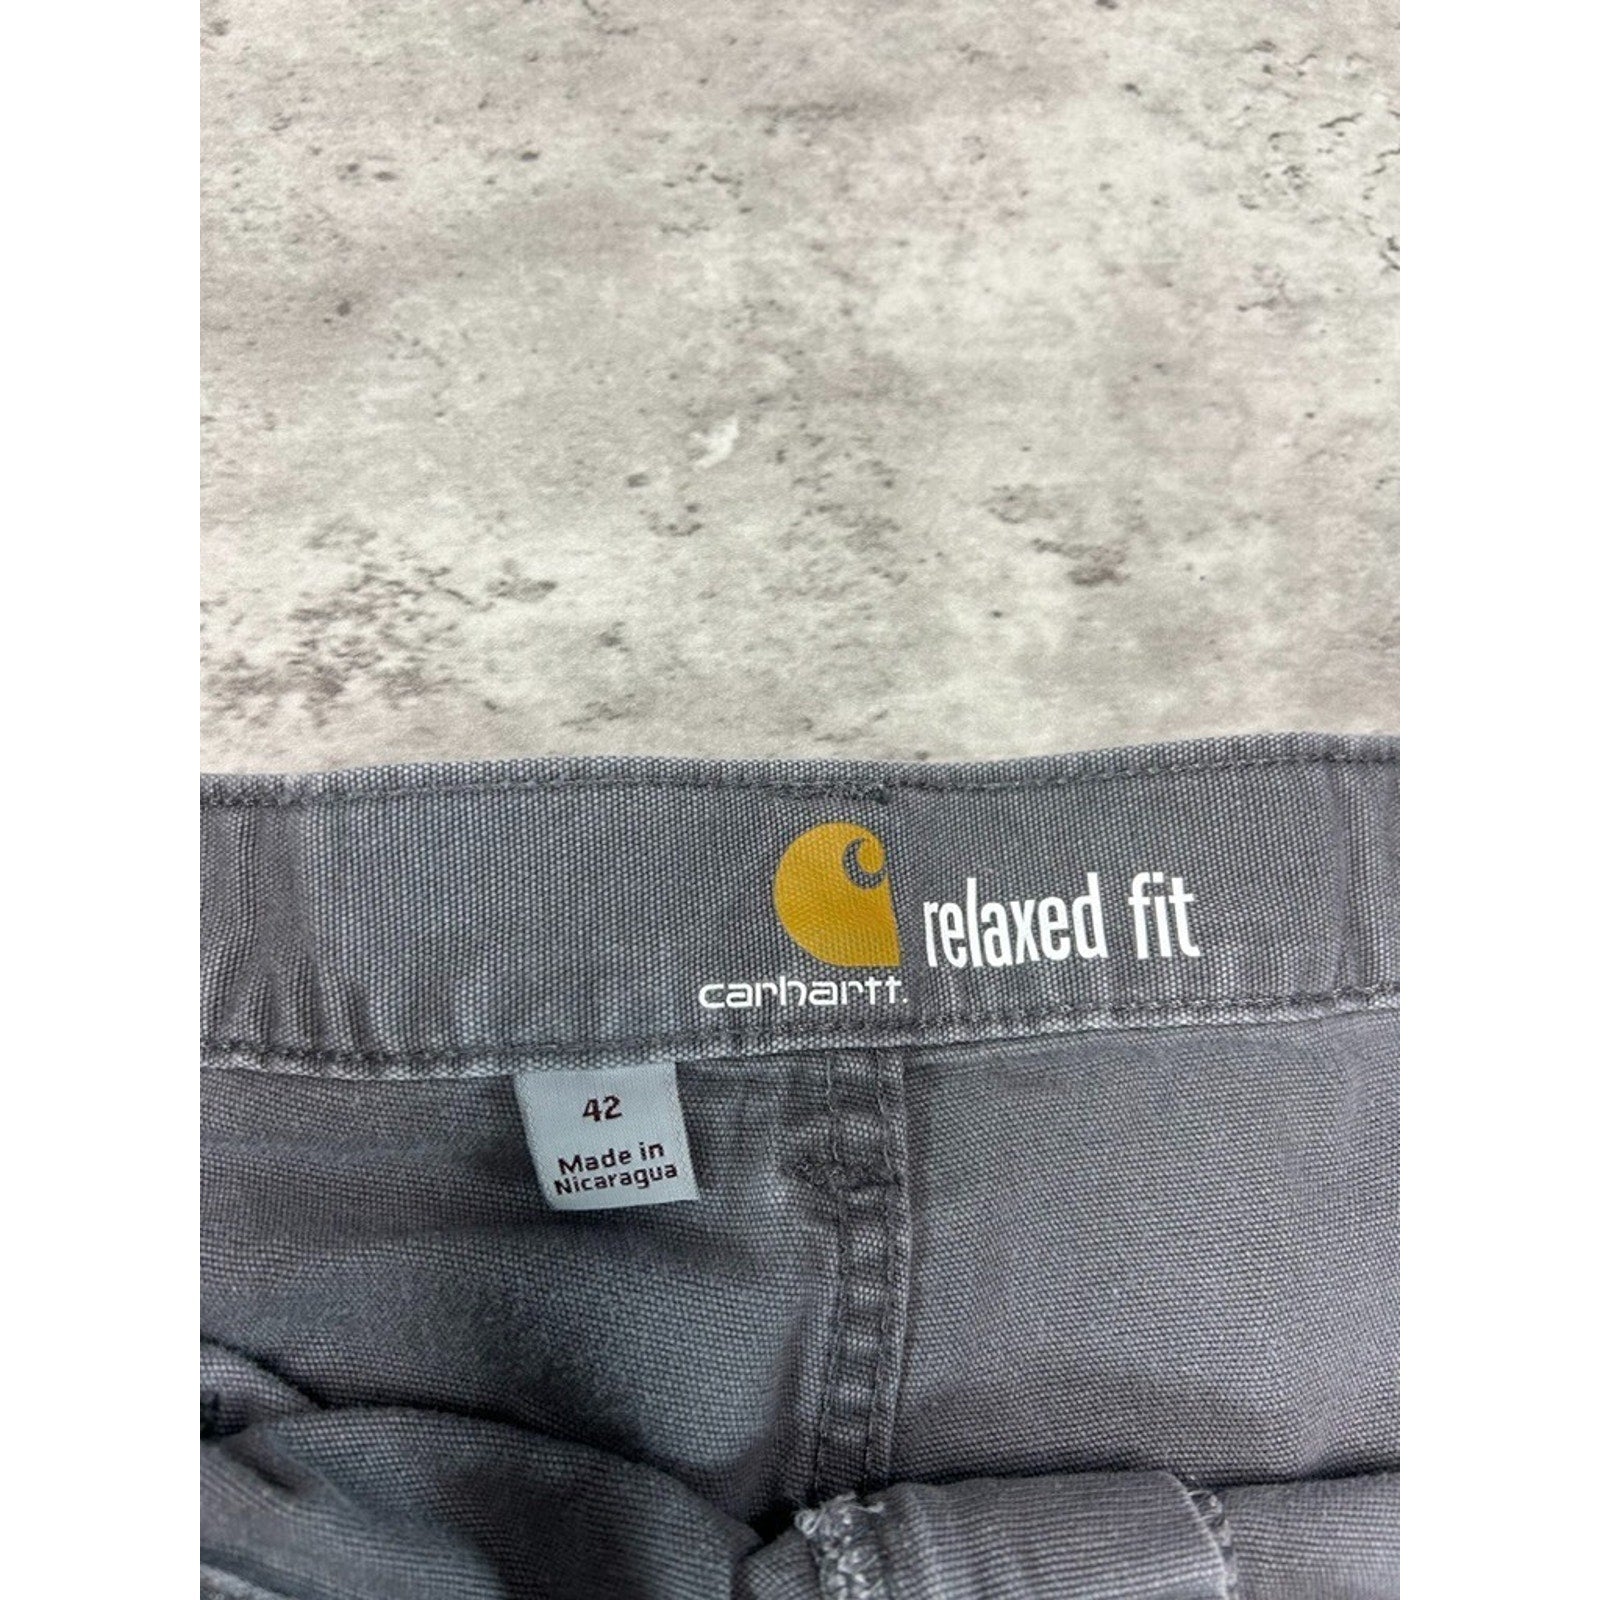 relaxed fit
carhartt.
42
Made in
Nicaragua